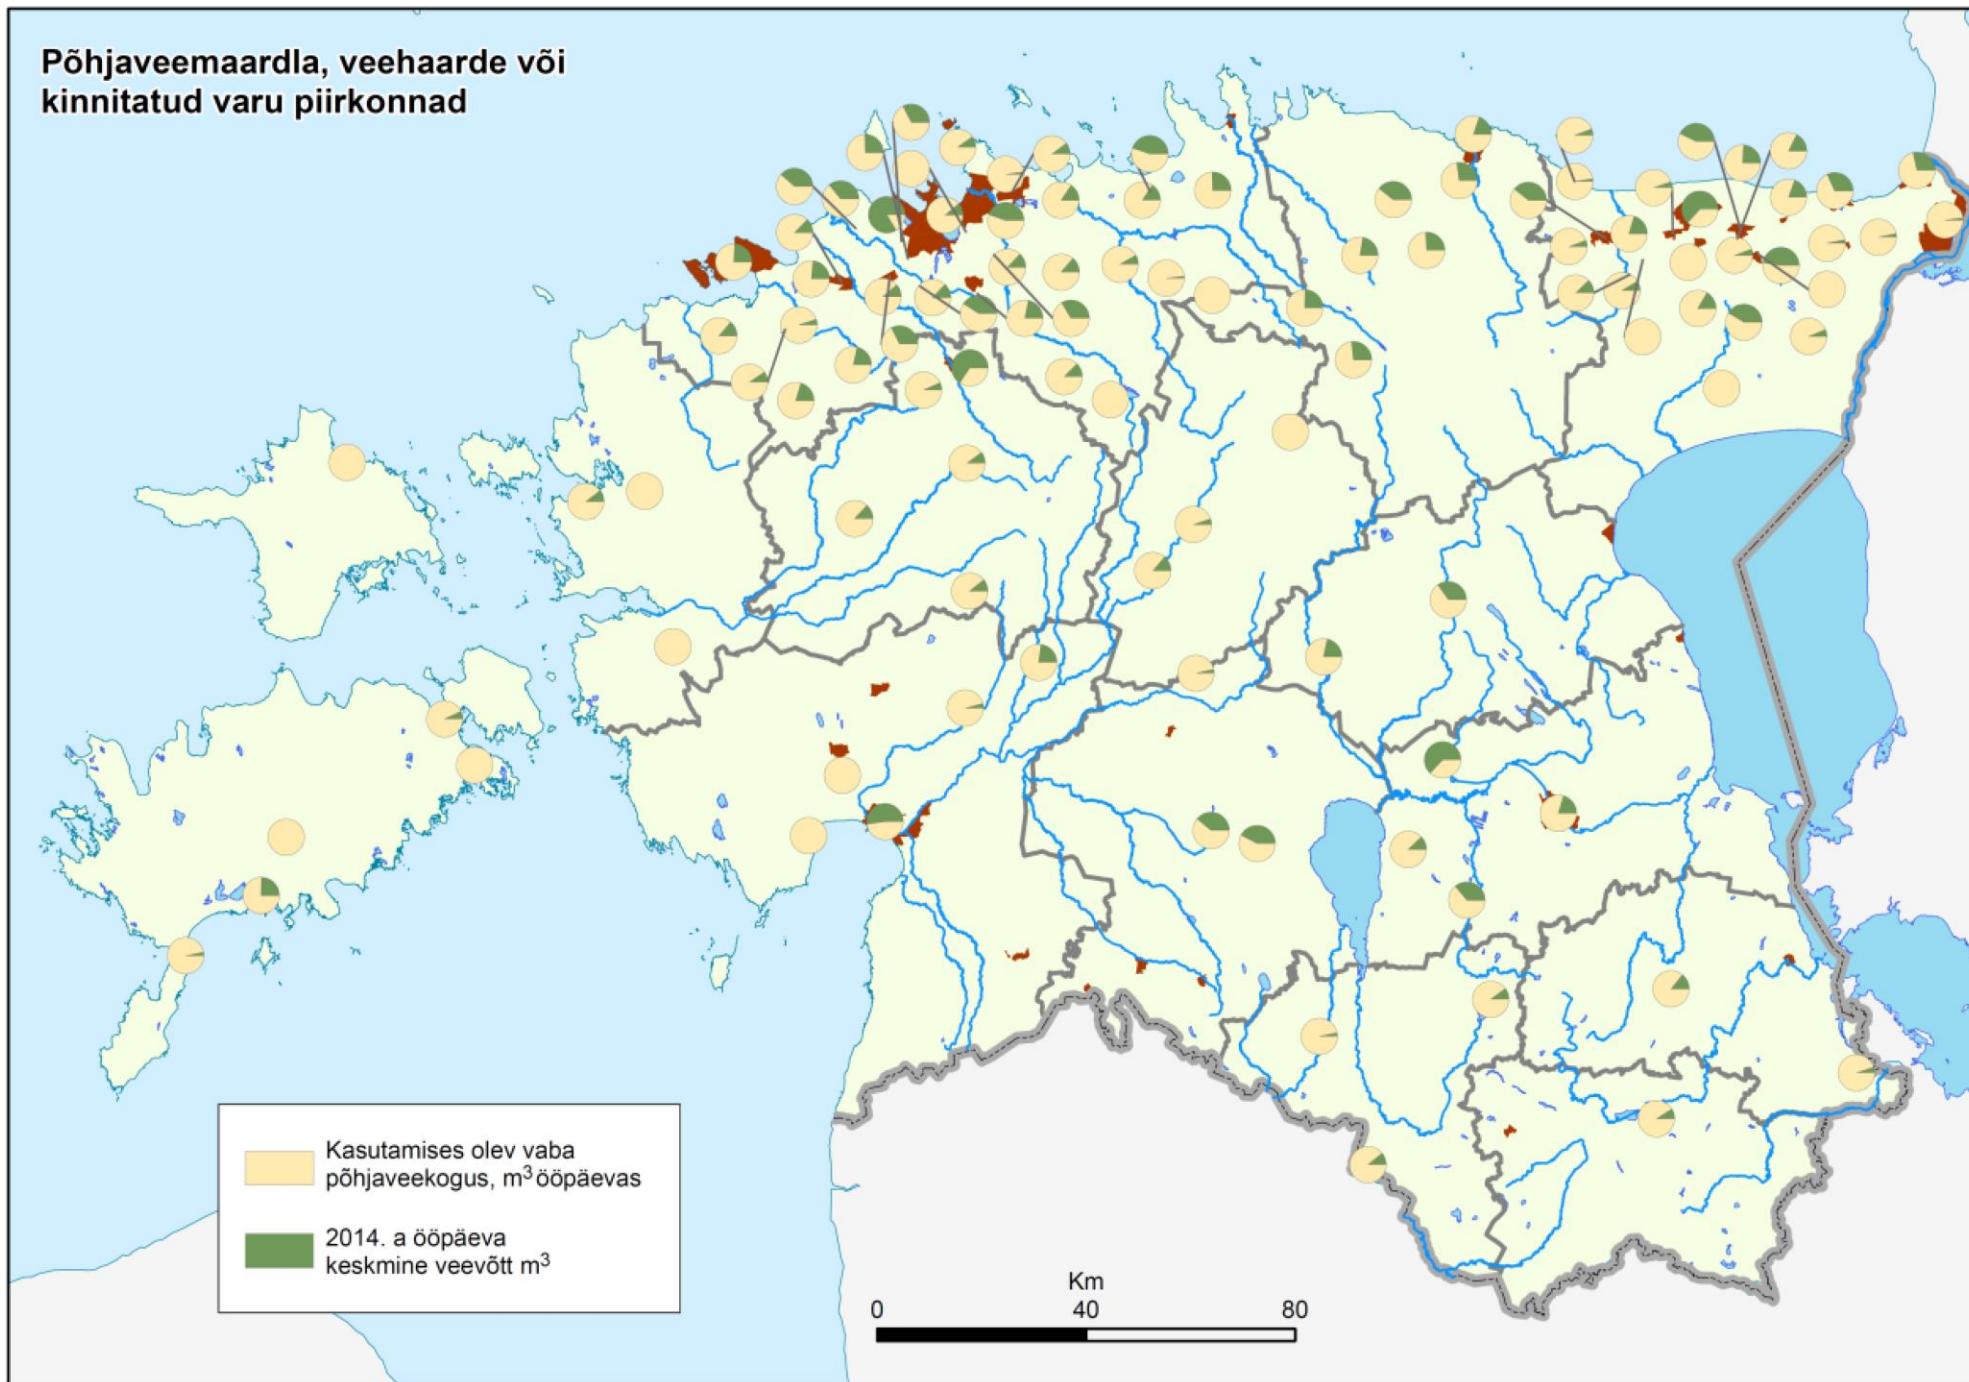 Põhjaveemaardla, veehaarde või
kinnitatud varu piirkonnad
Kasutamises olev vaba
põhjaveekogus, m³ ööpäevas
2014. a ööpäeva
keskmine veevõtt m³
Km
0 40 80